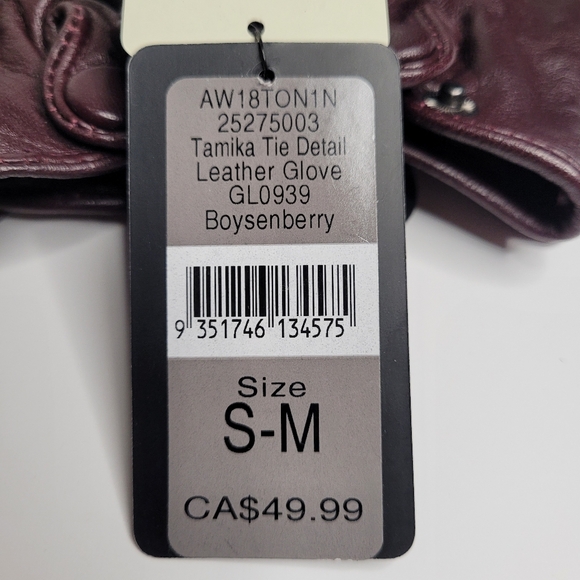 AW18TON1N
25275003
Tamika Tie Detail
Leather Glove
GL0939
Boysenberry
9 351746 134575
Size
S-M
CA$49.99